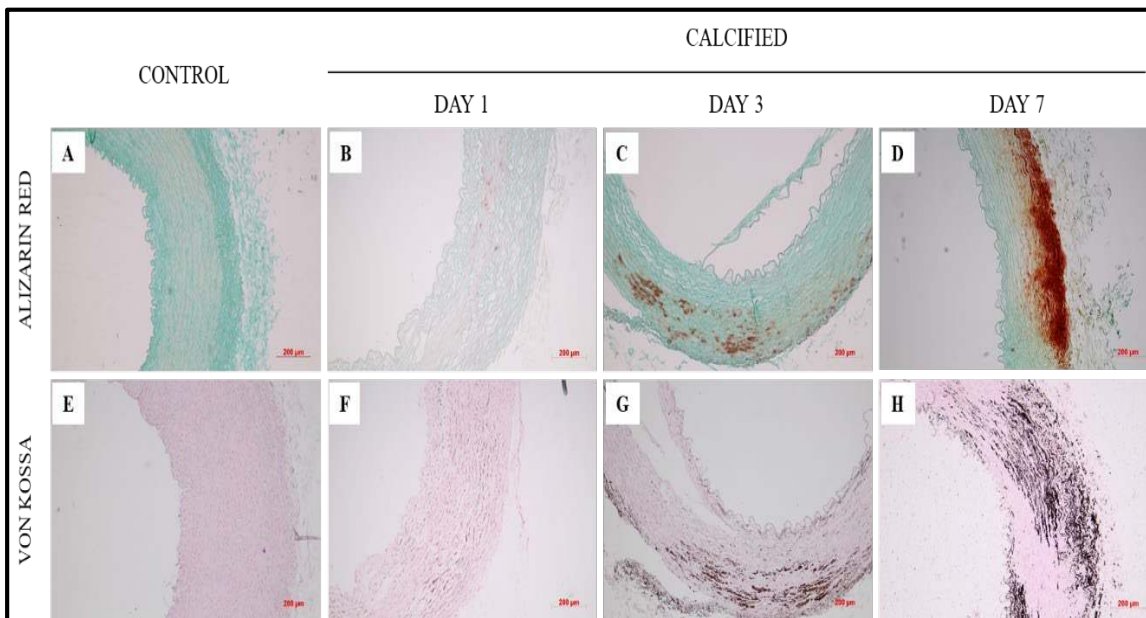 CALCIFIED
CONTROL
DAY 1 DAY 3 DAY 7
ALIZARIN RED
A B C D
200 µm 200 µm 200 µm 200 µm
VON KOSSA
E F G H
200 µm 200 µm 200 µm 200 µm